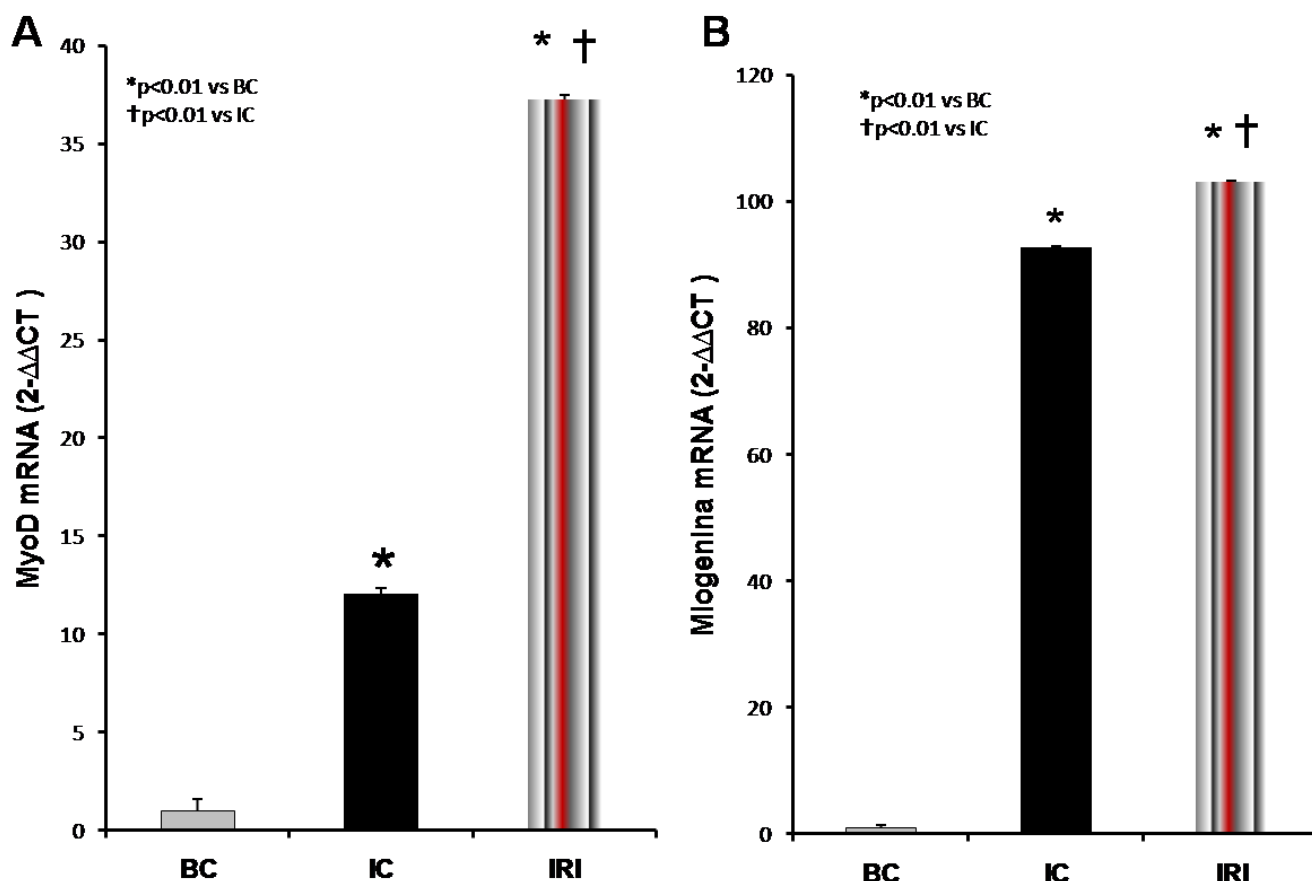 A
MyoD mRNA (2-ΔΔCT )
40
35
30
25
20
15
10
5
0
*p<0.01 vs BC
†p<0.01 vs IC
*
* †
BC IC IRI
B
Miogenina mRNA (2-ΔΔCT )
120
100
80
60
40
20
0
*p<0.01 vs BC
†p<0.01 vs IC
*
* †
BC IC IRI